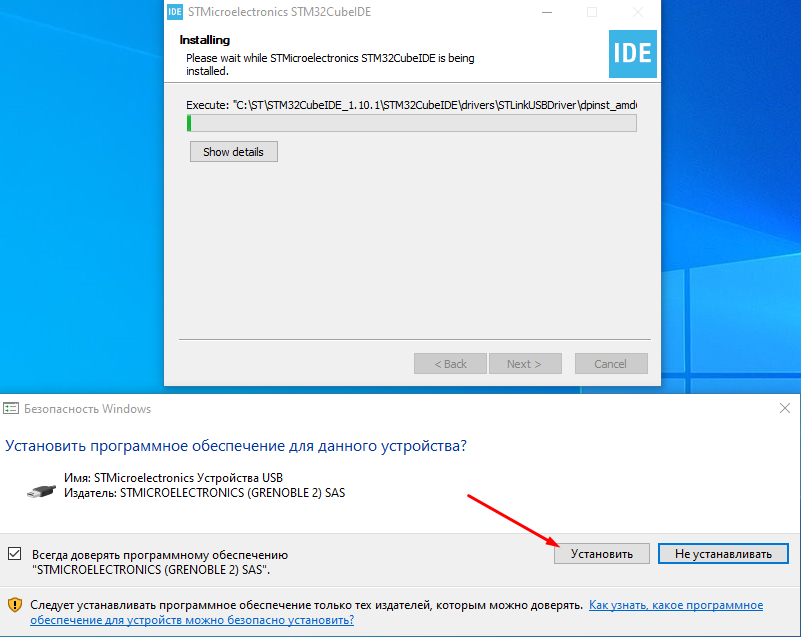 IDE STMicroelectronics STM32CubeIDE
Installing
Please wait while STMicroelectronics STM32CubeIDE is being
installed.
IDE
Execute: "C:\ST\STM32CubeIDE_1.10.1\STM32CubeIDE\drivers\STLinkUSBDriver\dpinst_amd
Show details
< Back Next > Cancel
Безопасность Windows
Установить программное обеспечение для данного устройства?
Имя: STMicroelectronics Устройства USB
Издатель: STMICROELECTRONICS (GRENOBLE 2) SAS
Всегда доверять программному обеспечению
"STMICROELECTRONICS (GRENOBLE 2) SAS".
Установить Не устанавливать
Следует устанавливать программное обеспечение только тех издателей, которым можно доверять. Как узнать, какое программное
обеспечение для устройств можно безопасно установить?